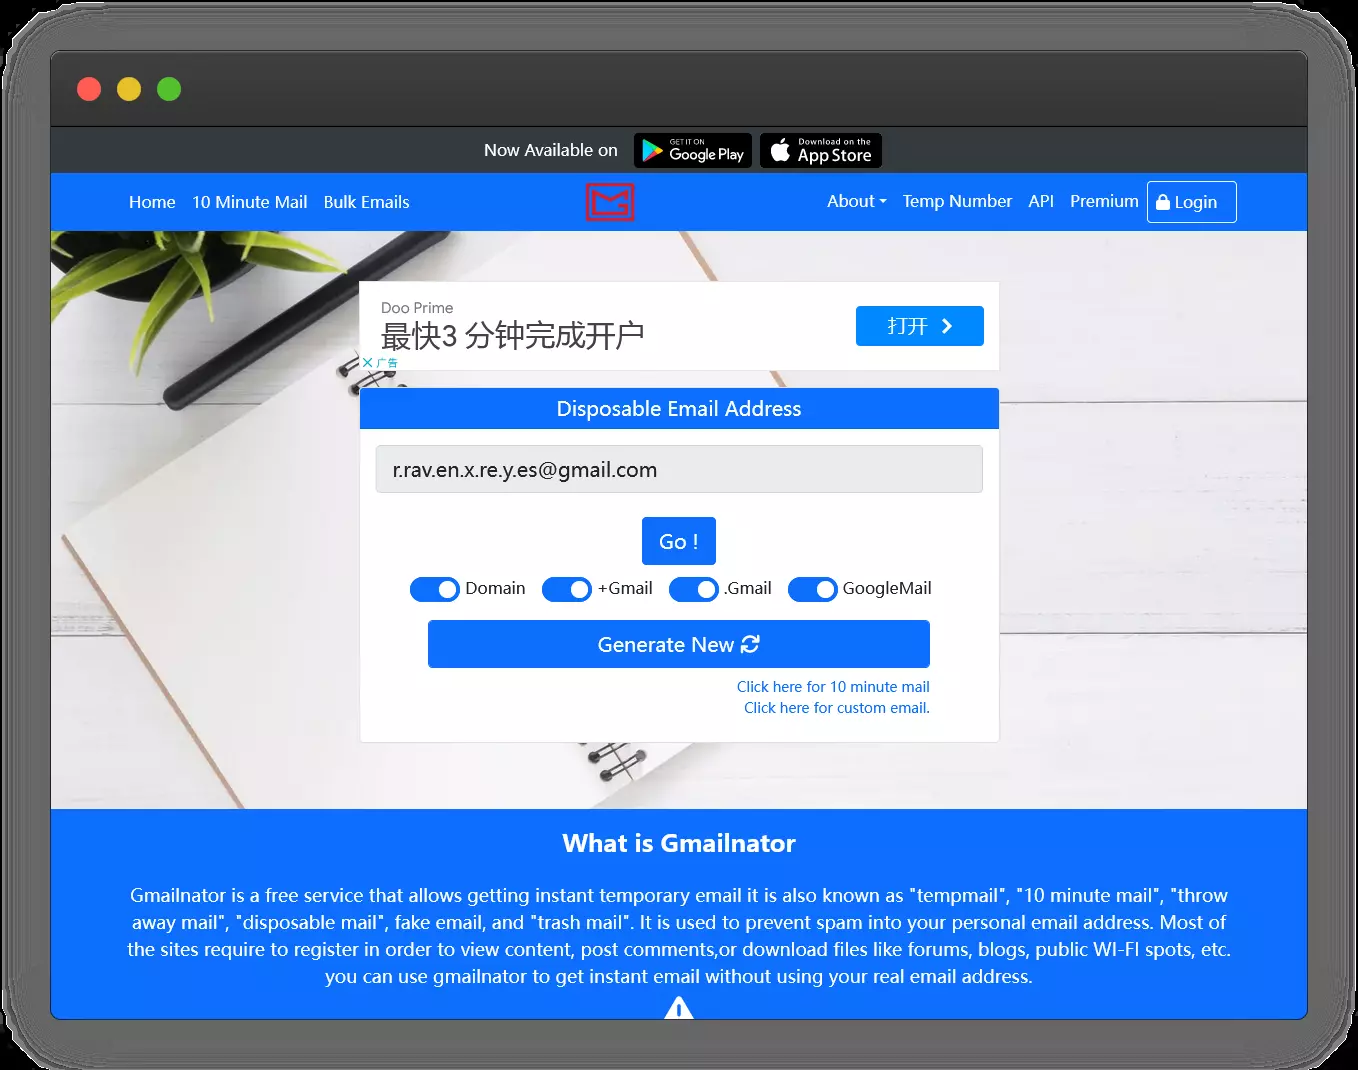 Now Available on
GET IT ON
Google Play
Download on the
App Store
Home 10 Minute Mail Bulk Emails
About Temp Number API Premium Login
Doo Prime
最快3 分钟完成开户
打开
广告
Disposable Email Address
r.rav.en.x.re.y.es@gmail.com
Go !
Domain +Gmail .Gmail GoogleMail
Generate New
Click here for 10 minute mail
Click here for custom email.
What is Gmailnator
Gmailnator is a free service that allows getting instant temporary email it is also known as "tempmail", "10 minute mail", "throw
away mail", "disposable mail", fake email, and "trash mail". It is used to prevent spam into your personal email address. Most of
the sites require to register in order to view content, post comments,or download files like forums, blogs, public WI-FI spots, etc.
you can use gmailnator to get instant email without using your real email address.